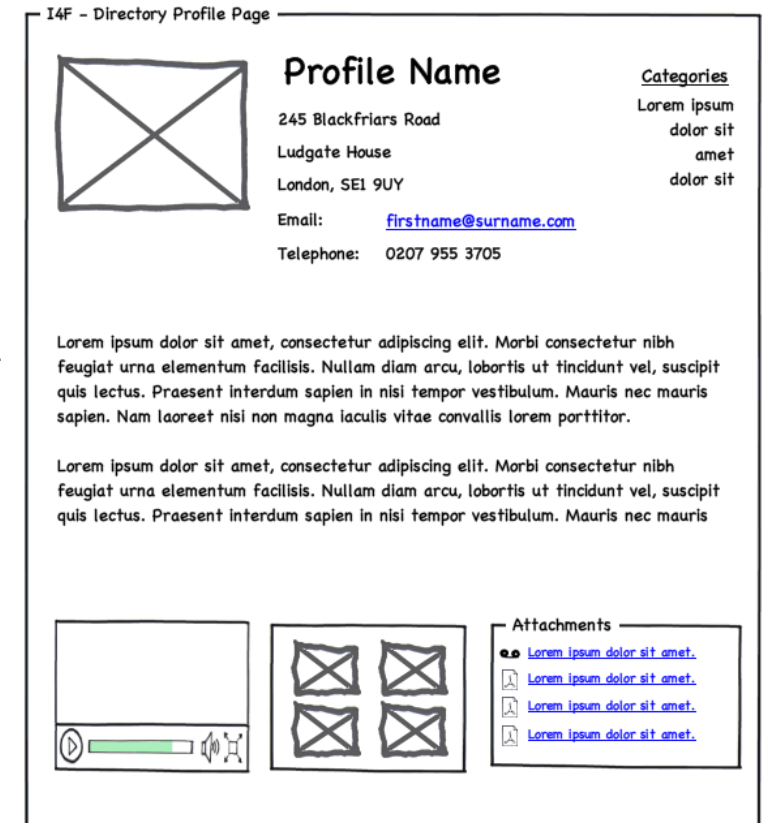 I4F - Directory Profile Page
Profile Name
245 Blackfriars Road
Ludgate House
London, SE1 9UY
Email: firstname@surname.com
Telephone: 0207 955 3705
Categories
Lorem ipsum
dolor sit
amet
dolor sit
Lorem ipsum dolor sit amet, consectetur adipiscing elit. Morbi consectetur nibh
feugiat urna elementum facilisis. Nullam diam arcu, lobortis ut tincidunt vel, suscipit
quis lectus. Praesent interdum sapien in nisi tempor vestibulum. Mauris nec mauris
sapien. Nam laoreet nisi non magna iaculis vitae convallis lorem porttitor.
Lorem ipsum dolor sit amet, consectetur adipiscing elit. Morbi consectetur nibh
feugiat urna elementum facilisis. Nullam diam arcu, lobortis ut tincidunt vel, suscipit
quis lectus. Praesent interdum sapien in nisi tempor vestibulum. Mauris nec mauris
Attachments
Lorem ipsum dolor sit amet.
Lorem ipsum dolor sit amet.
Lorem ipsum dolor sit amet.
Lorem ipsum dolor sit amet.